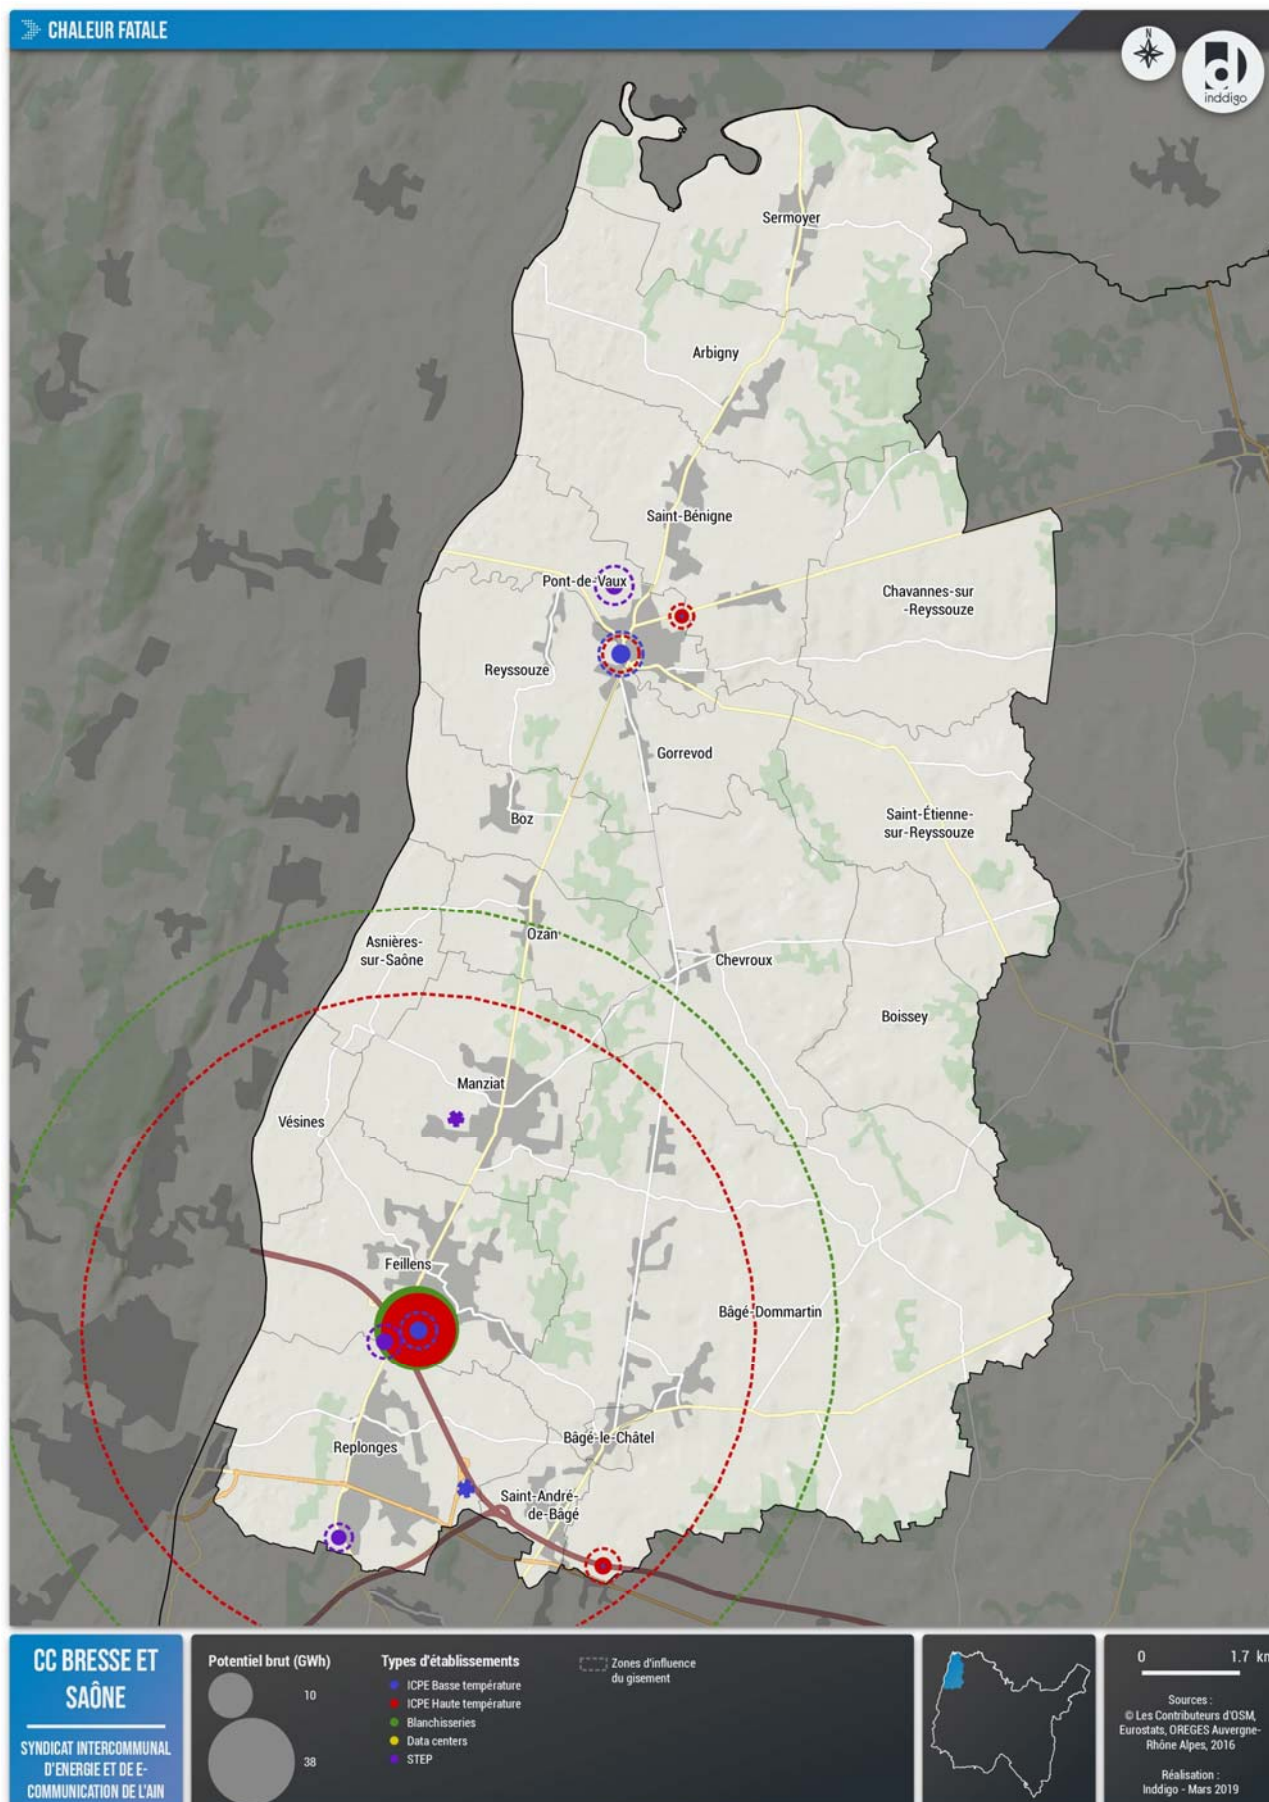 CHALEUR FATALE
N
inddigo
Sermoyer
Arbigny
Saint-Bénigne
Pont-de-Vaux
Chavannes-sur
-Reyssouze
Reyssouze
Gorrevod
Boz
Saint-Étienne-
sur-Reyssouze
Ozan
Asnières-
sur-Saône
Chevroux
Boissey
Manziat
Vésines
Feillens
Bâgé-Dommartin
Bâgé-le-Châtel
Replonges
Saint-André-
de-Bâgé
CC BRESSE ET
SAÔNE
SYNDICAT INTERCOMMUNAL
D'ENERGIE ET DE E-
COMMUNICATION DE L'AIN
Potentiel brut (GWh)
10
38
Types d'établissements
ICPE Basse température
ICPE Haute température
Blanchisseries
Data centers
STEP
Zones d'influence
du gisement
0 1.7 km
Sources :
© Les Contributeurs d'OSM,
Eurostats, OREGES Auvergne-
Rhône Alpes, 2016
Réalisation :
Inddigo - Mars 2019